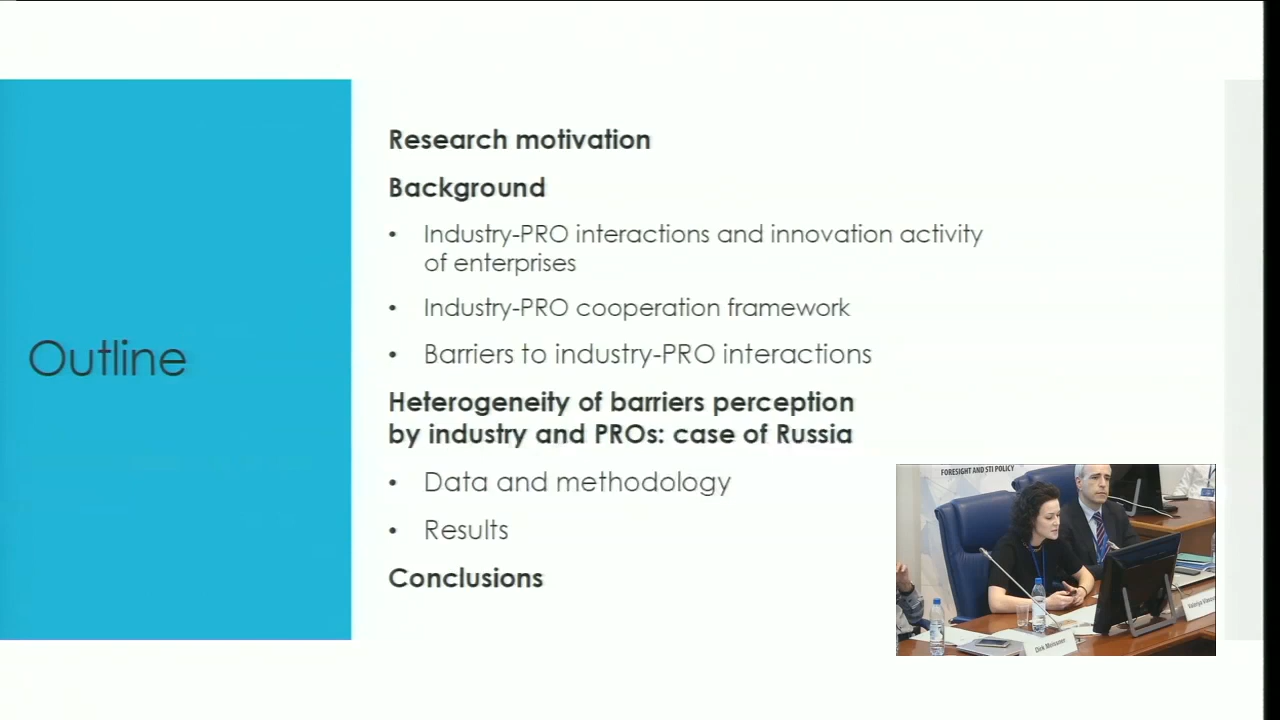 Outline
Research motivation
Background
• Industry-PRO interactions and innovation activity
of enterprises
• Industry-PRO cooperation framework
• Barriers to industry-PRO interactions
Heterogeneity of barriers perception
by industry and PROs: case of Russia
• Data and methodology
• Results
Conclusions
FORESIGHT AND STI POLICY
Dirk Meissner